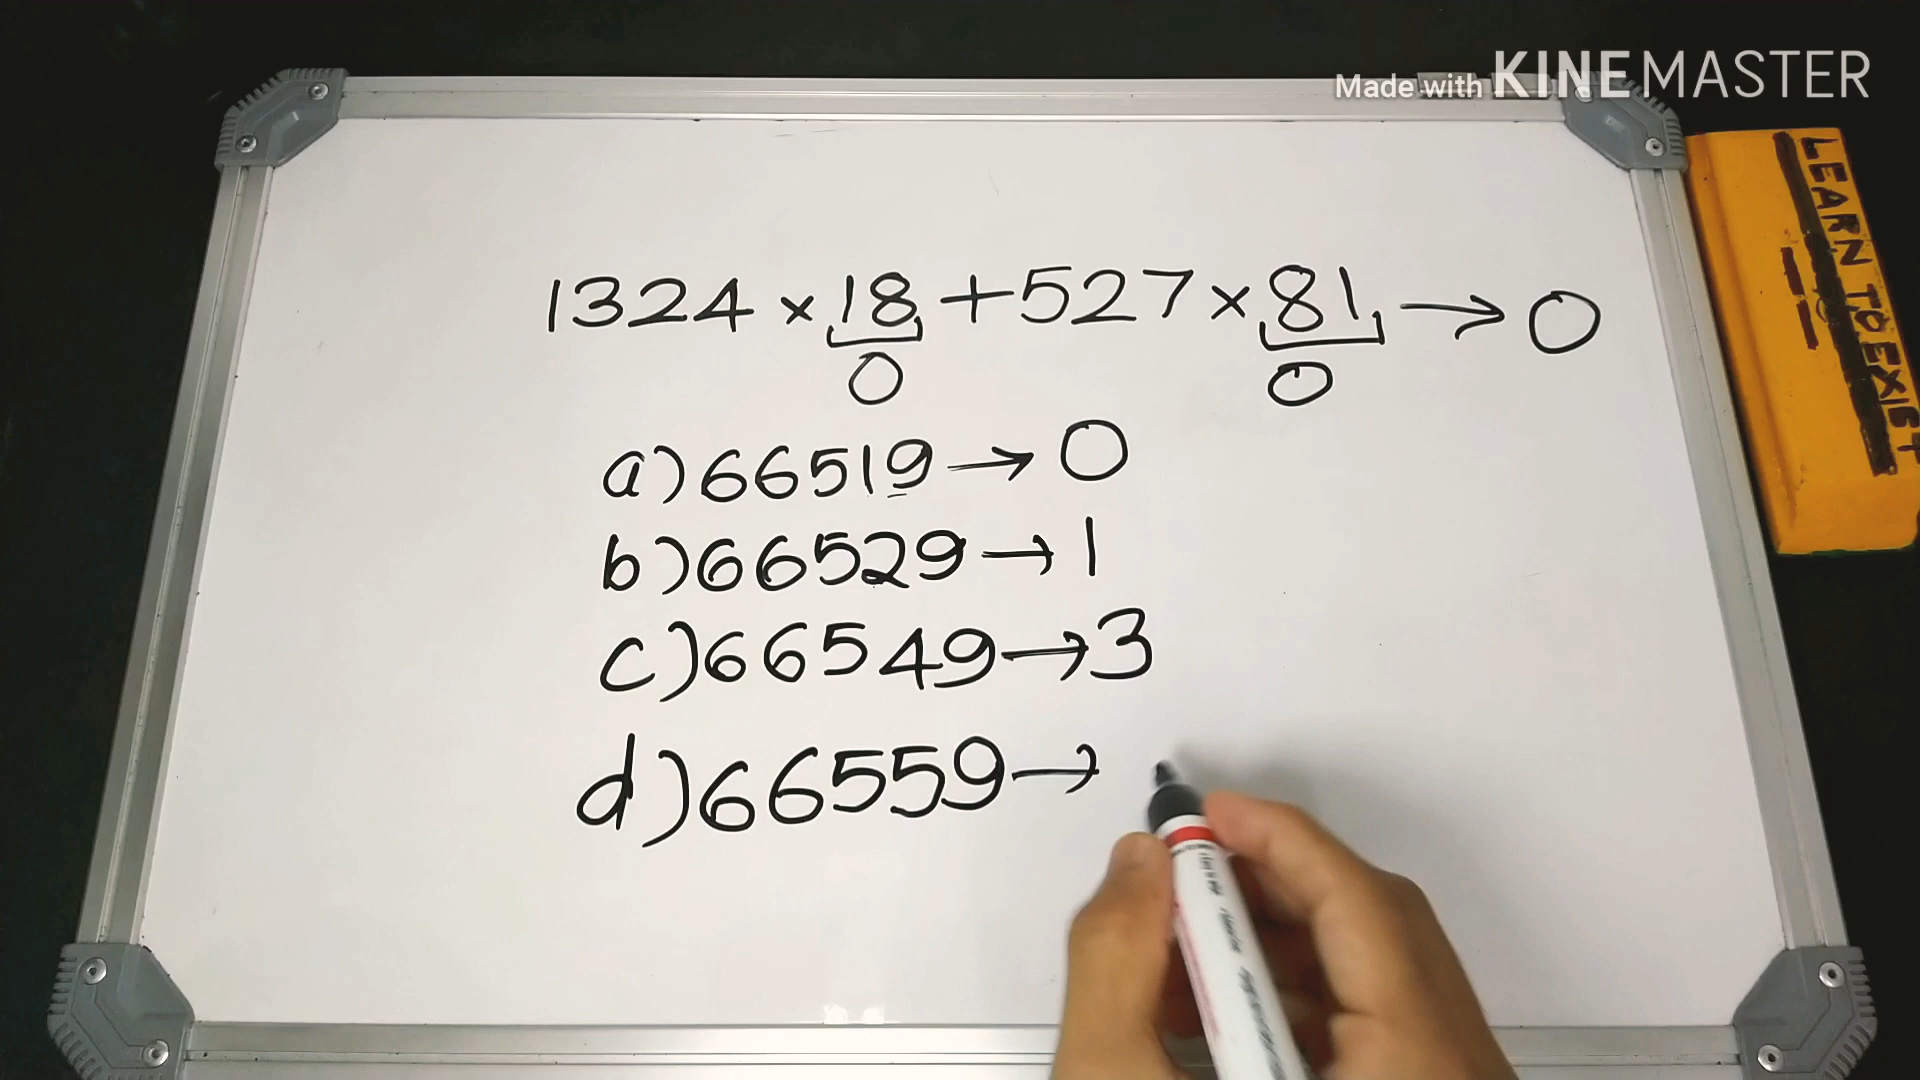 Made with KINEMASTER
LEARN TO EXIST
1324 × 18 + 527 × 81 → 0
0 0
a) 66519 → 0
b) 66529 → 1
c) 66549 → 3
d) 66559 →